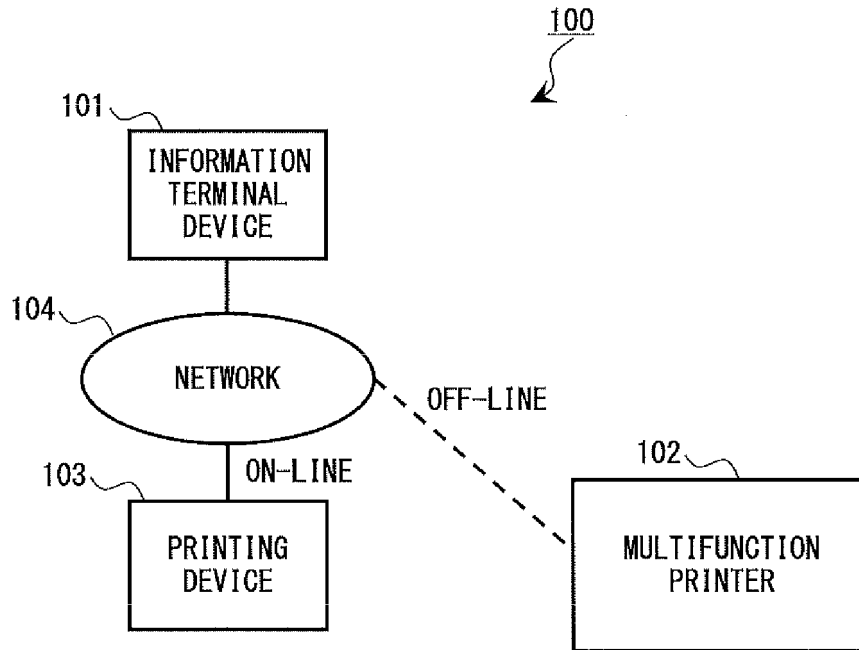 100
101
INFORMATION
TERMINAL
DEVICE
104
NETWORK
OFF-LINE
103
ON-LINE
102
PRINTING
DEVICE
MULTIFUNCTION
PRINTER